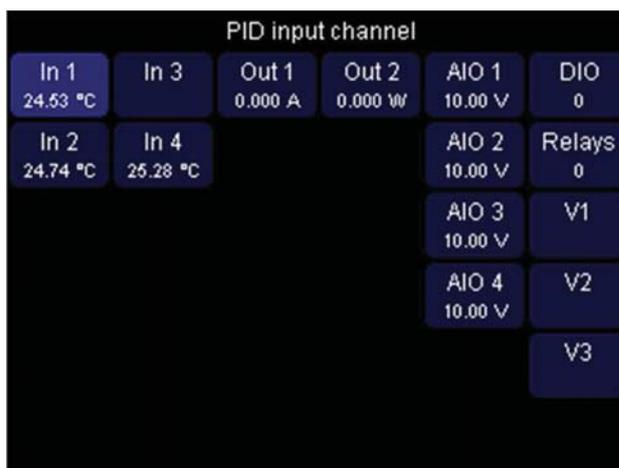 PID input channel
In 1
24.53 °C
In 3
Out 1
0.000 A
Out 2
0.000 W
AIO 1
10.00 V
DIO
0
In 2
24.74 °C
In 4
25.28 °C
AIO 2
10.00 V
Relays
0
AIO 3
10.00 V
V1
AIO 4
10.00 V
V2
V3